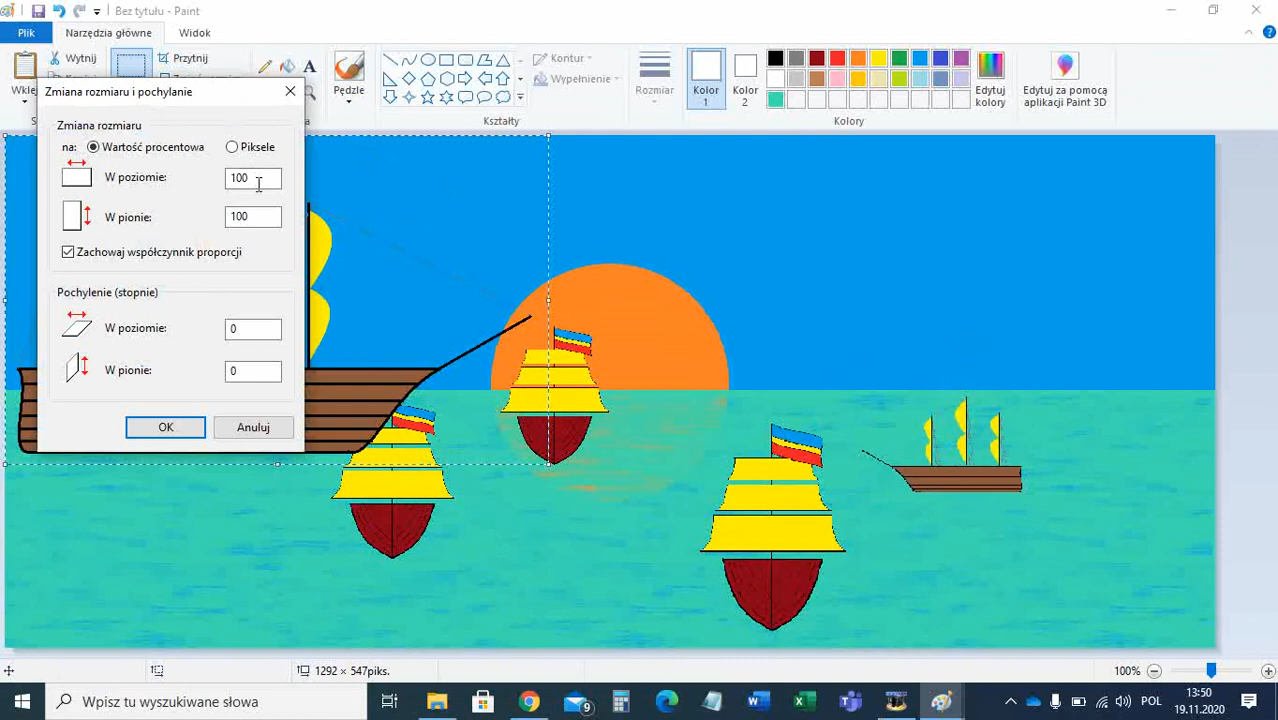 Bez tytułu - Paint
Plik
Narzędzia główne
Widok
Wklej
Wytnij
Przytnij
A
Pędzle
Kontur
Wypełnienie
Kształty
Rozmiar
Kolor 1
Kolor 2
Edytuj kolory
Kolory
Edytuj za pomocą aplikacji Paint 3D
Zmiana rozmiaru i pochylanie
Zmiana rozmiaru
na:
Wartość procentowa
Piksele
W poziomie:
100
W pionie:
100
Zachowaj współczynnik proporcji
Pochylenie (stopnie)
W poziomie:
0
W pionie:
0
OK
Anuluj
1292 × 547piks.
100%
Wpisz tu wyszukiwane słowa
9
POL
13:50
19.11.2020